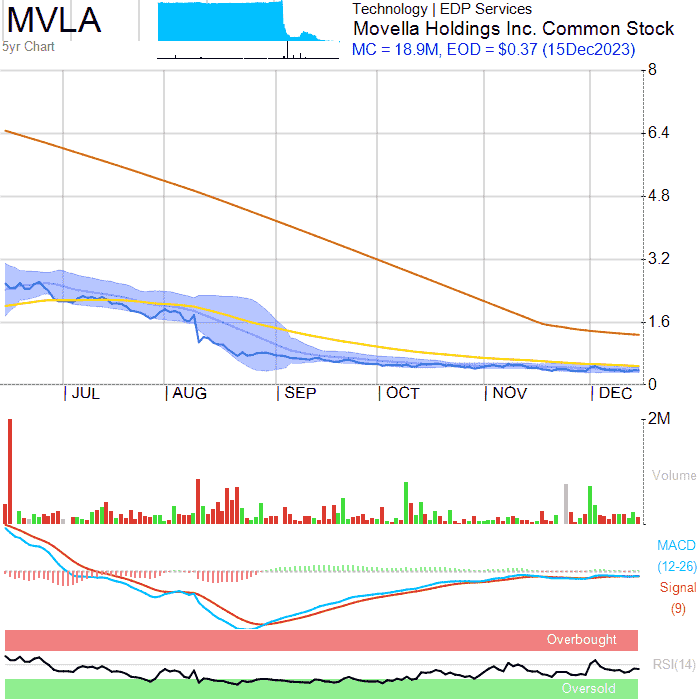 MVLA
5yr Chart
Technology | EDP Services
Movella Holdings Inc. Common Stock
MC = 18.9M, EOD = $0.37 (15Dec2023)
8
6.4
4.8
3.2
1.6
0
JUL
AUG
SEP
OCT
NOV
DEC
2M
Volume
MACD
(12-26)
Signal
(9)
Overbought
RSI(14)
Oversold